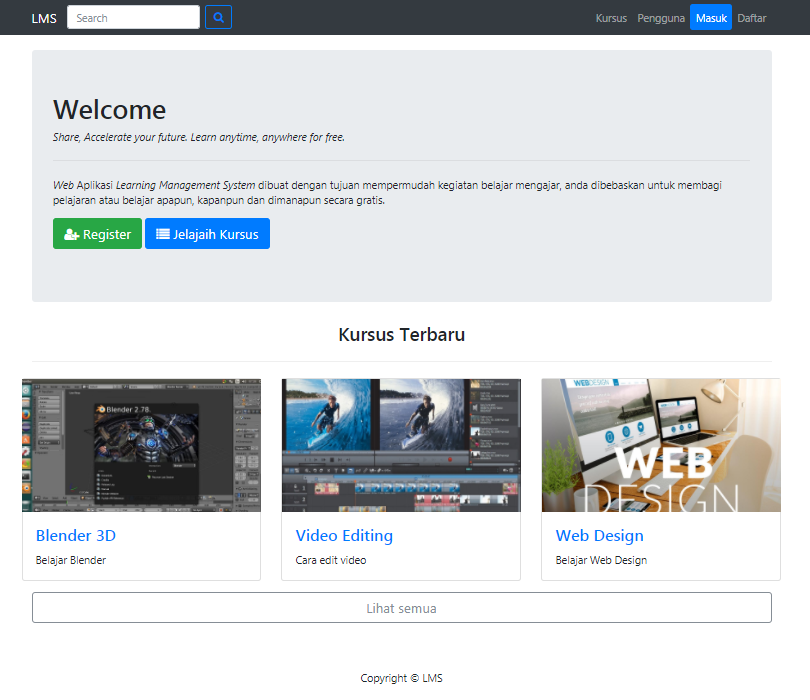 LMS Search Kursus Pengguna Masuk Daftar
Welcome
Share, Accelerate your future. Learn anytime, anywhere for free.
Web Aplikasi Learning Management System dibuat dengan tujuan mempermudah kegiatan belajar mengajar, anda dibebaskan untuk membagi
pelajaran atau belajar apapun, kapanpun dan dimanapun secara gratis.
Register Jelajaih Kursus
Kursus Terbaru
Blender 2.78
WEBDESIGN
WEB
DESIGN
Blender 3D
Belajar Blender
Video Editing
Cara edit video
Web Design
Belajar Web Design
Lihat semua
Copyright © LMS